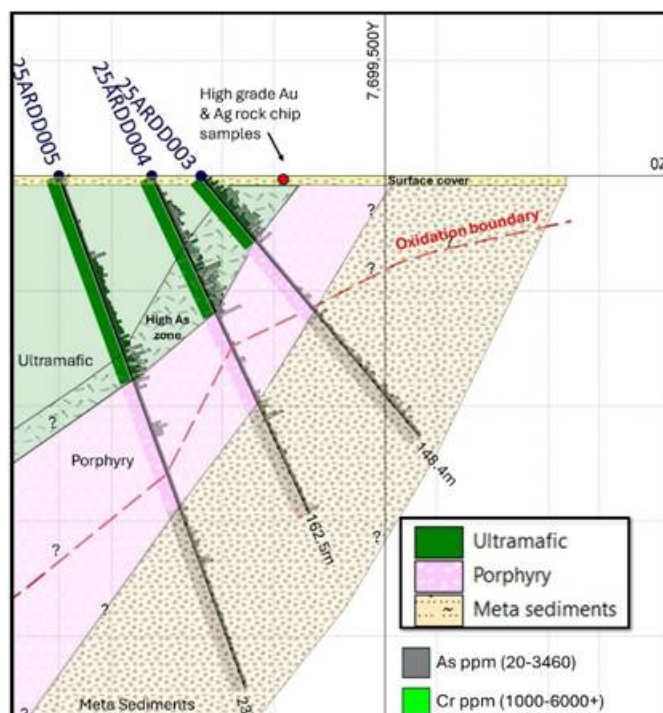 25ARDD005
25ARDD004
25ARDD003
High grade Au
& Ag rock chip
samples
7,699,500Y
0Z
Surface cover
?
Oxidation boundary
?
?
High As
zone
Ultramafic
?
?
Porphyry
148.4m
162.5m
?
?
?
Ultramafic
Porphyry
~ Meta sediments
As ppm (20-3460)
Cr ppm (1000-6000+)
Meta Sediments